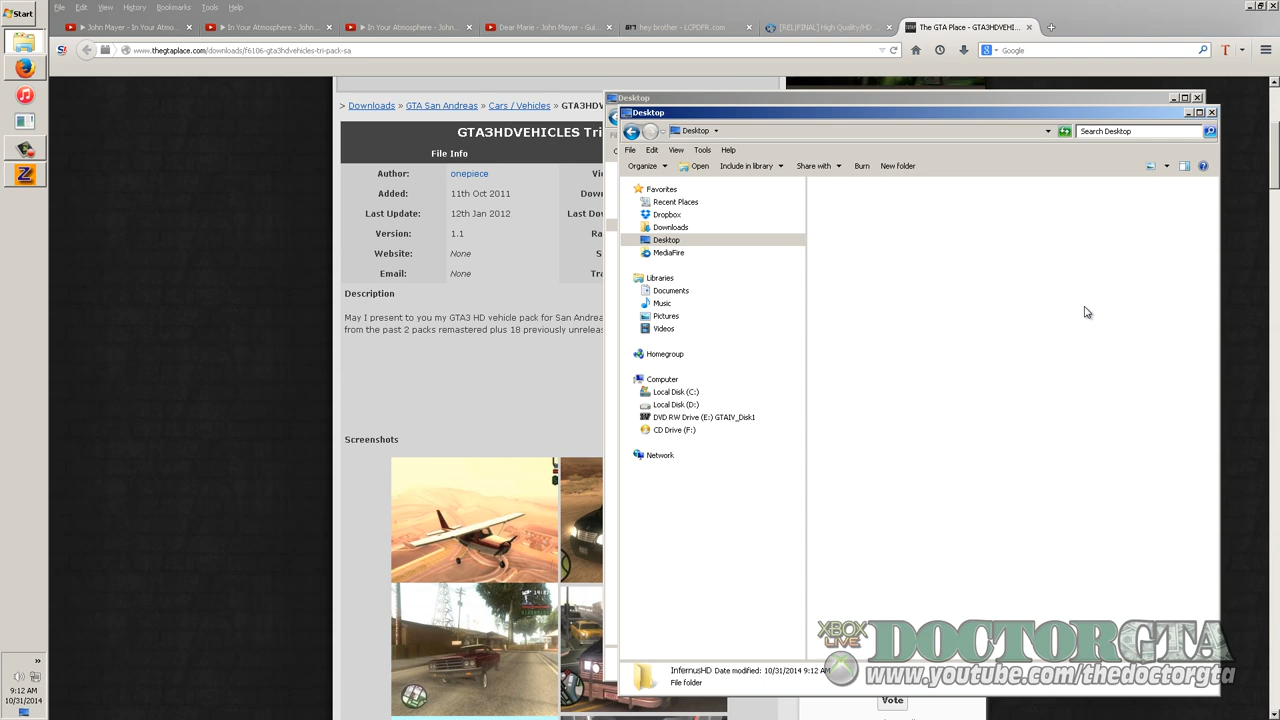 Start
File Edit View History Bookmarks Tools Help
John Mayer - In Your Atmo...
In Your Atmosphere - John...
In Your Atmosphere - John...
Dear Marie - John Mayer - Gui...
hey brother - LCPDFR.com
[REL|FINAL] High Quality/HD
The GTA Place - GTA3HDVEHICL...
www.thegtaplace.com/downloads/f6106-gta3hdvehicles-tri-pack-sa
Google
> Downloads » GTA San Andreas » Cars / Vehicles » GTA3HDV
GTA3HDVEHICLES Tri
File Info
Author: onepiece
Added: 11th Oct 2011
Last Update: 12th Jan 2012
Version: 1.1
Website: None
Email: None
Description
May I present to you my GTA3 HD vehicle pack for San Andrea
from the past 2 packs remastered plus 18 previously unreleas
Screenshots
Desktop
Desktop
Desktop
Search Desktop
File Edit View Tools Help
Organize Open Include in library Share with Burn New folder
Favorites
Recent Places
Dropbox
Downloads
Desktop
MediaFire
Libraries
Documents
Music
Pictures
Videos
Homegroup
Computer
Local Disk (C:)
Local Disk (D:)
DVD RW Drive (E:) GTAIV_Disk1
CD Drive (F:)
Network
InfernusHD Date modified: 10/31/2014 9:12 AM
File folder
XBOX
LIVE
DOCTORGTA
www.youtube.com/thedoctorgta
Vote
9:12 AM
10/31/2014